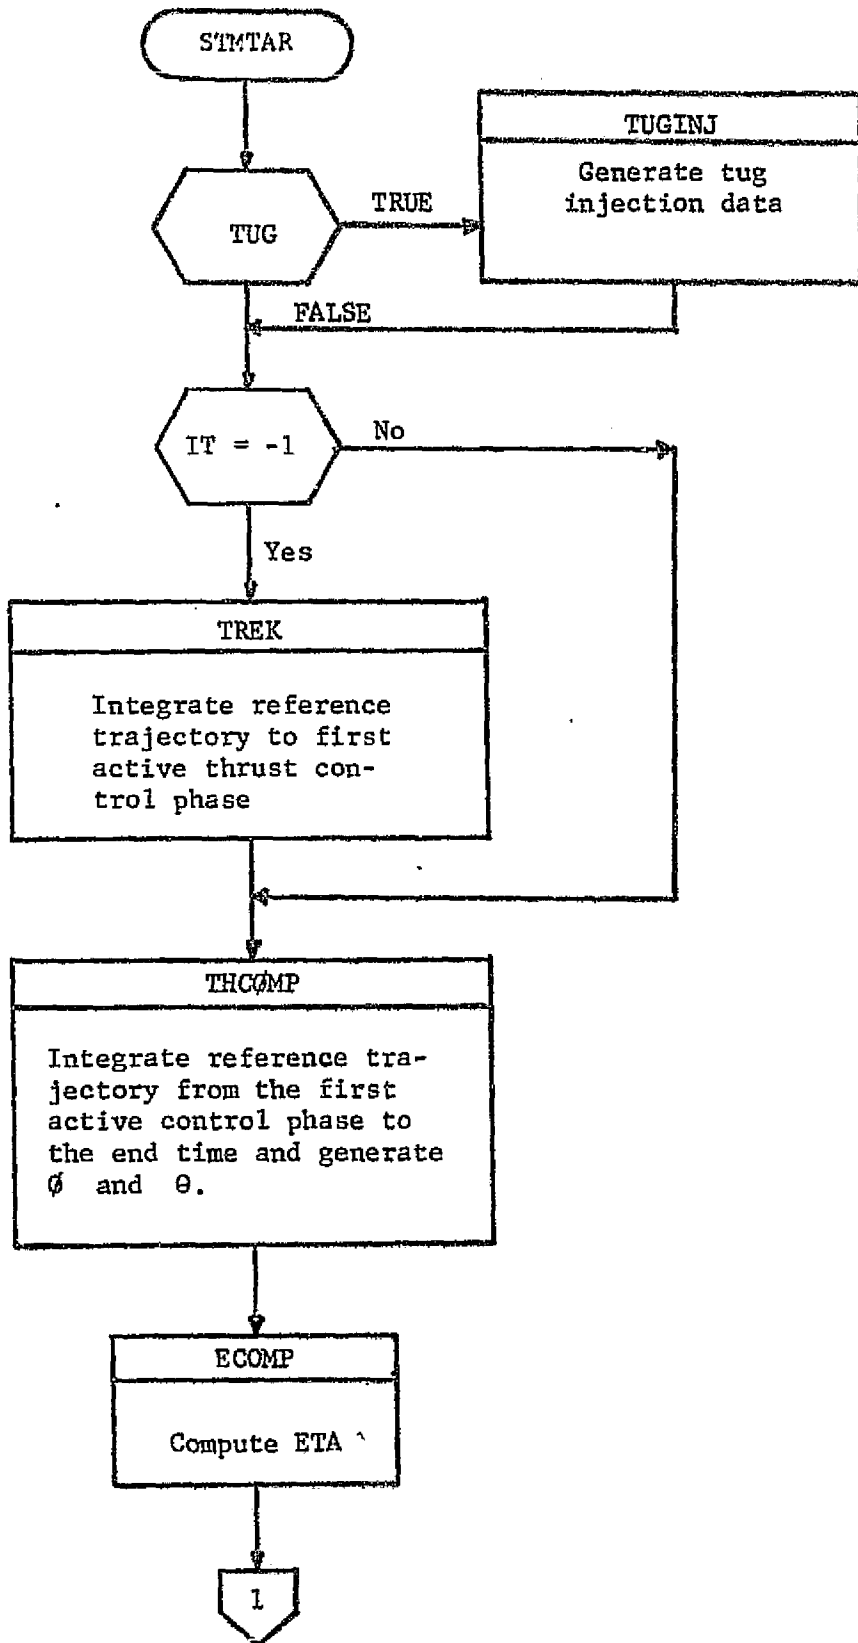 STMTAR
TUGINJ
Generate tug
injection data
TRUE
TUG
FALSE
IT = -1
No
Yes
TREK
Integrate reference
trajectory to first
active thrust con-
trol phase
THCØMP
Integrate reference tra-
jectory from the first
active control phase to
the end time and generate
Ø and θ.
ECOMP
Compute ETA
1